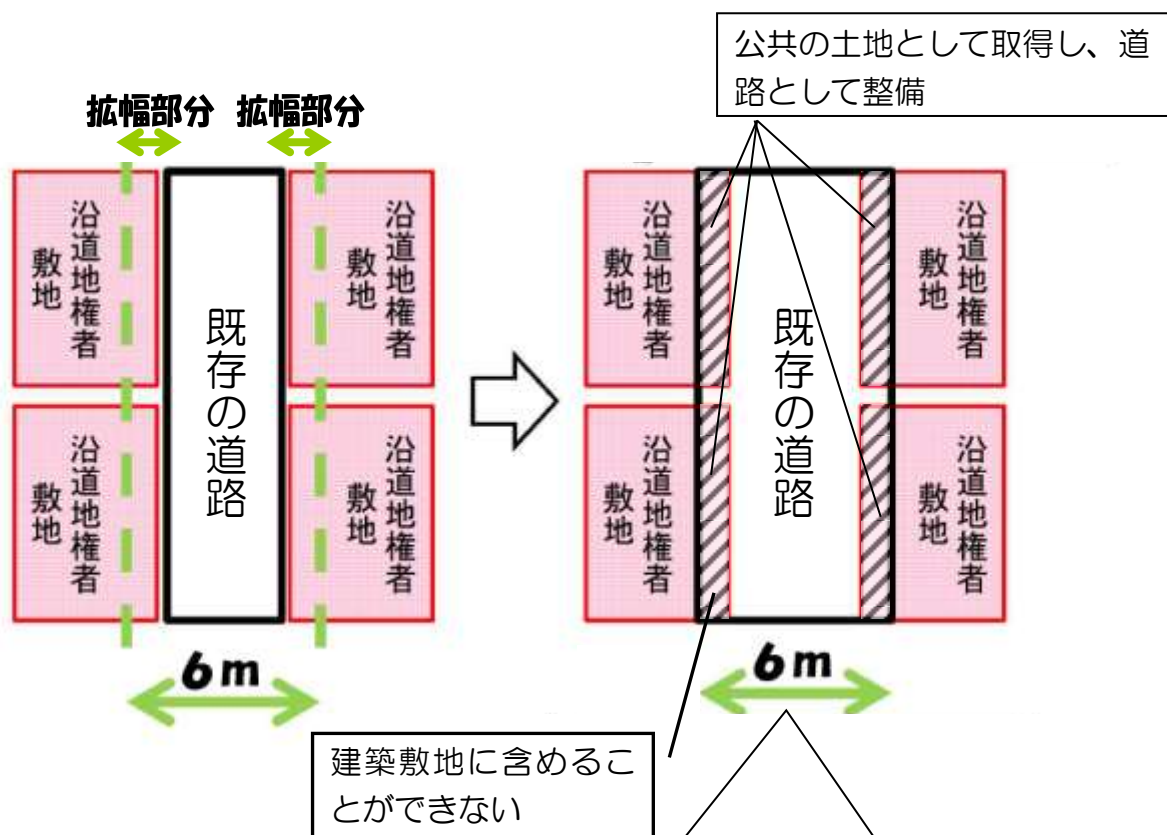 公共の土地として取得し、道
路として整備
拡幅部分 拡幅部分
沿道地権者
敷地
沿道地権者
敷地
沿道地権者
敷地
沿道地権者
敷地
既存の道路
6m
沿道地権者
敷地
沿道地権者
敷地
沿道地権者
敷地
沿道地権者
敷地
既存の道路
6m
建築敷地に含めるこ
とができない